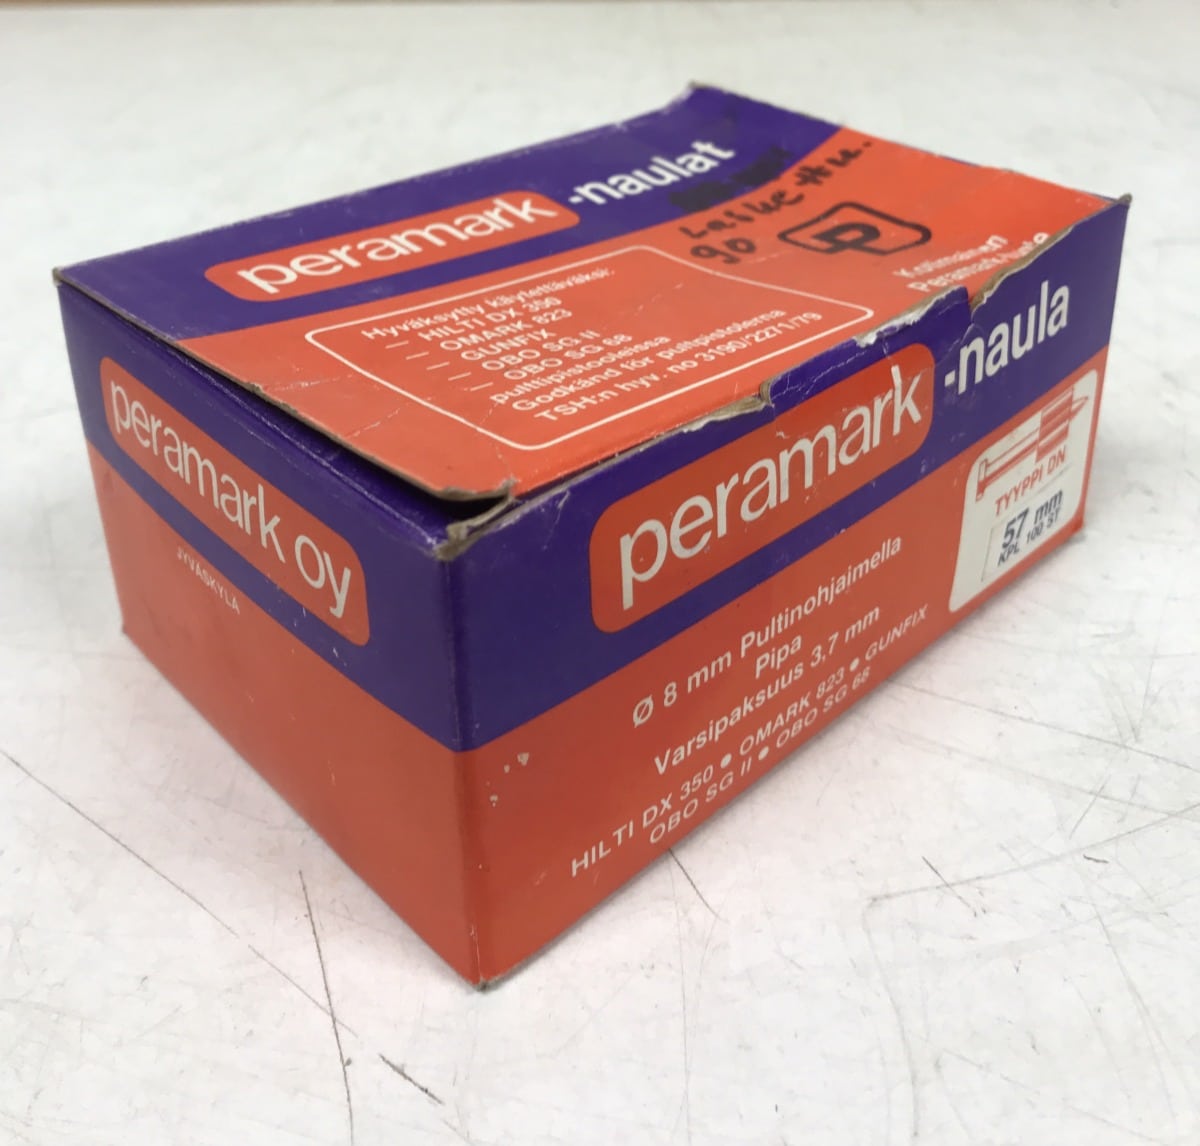 peramark -naulat
90
P
Hyväksytty käytettäväksi
— HILTI DX 350
— OMARK 823
— GUNFIX
— OBO SG II
— OBO SG 68
pulttipistooleissa
Godkänd för pultpistolerna
TSH:n hyv. no 3190/2271/79
Kotimainen
peramark oy
JYVÄSKYLÄ
peramark -naula
Ø 8 mm Pultinohjaimella
Pipa
Varsipaksuus 3,7 mm
HILTI DX 350 ● OMARK 823 ● GUNFIX
OBO SG II ● OBO SG 68
TYYPPI DN
57 mm
KPL 100 ST